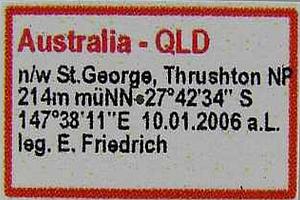 Australia - QLD
n/w St.George, Thrushton NP
214m müNN 27°42'34" S
147°38'11"E 10.01.2006 a.L.
leg. E. Friedrich